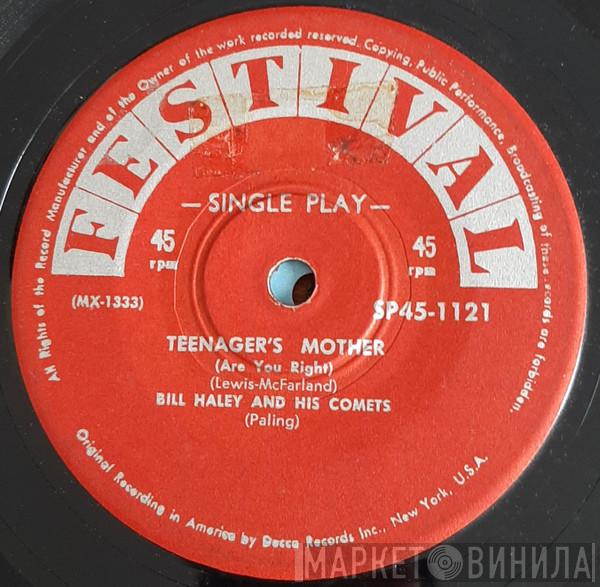 All Rights of the Record Manufacturer and of the Owner of the work recorded reserved. Copying, Public Performance, Broadcasting of these records are forbidden.
FESTIVAL
— SINGLE PLAY —
45 rpm
45 rpm
(MX-1333)
SP45-1121
TEENAGER'S MOTHER
(Are You Right)
(Lewis-McFarland)
BILL HALEY AND HIS COMETS
(Paling)
Original Recording in America by Decca Records Inc., New York, U.S.A.
МАРКЕТ ВИНИЛА